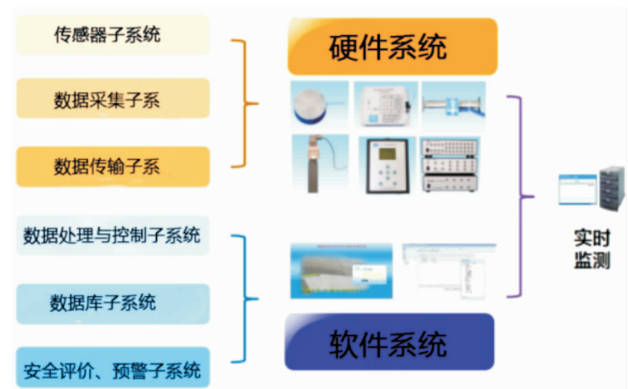 传感器子系统
数据采集子系
数据传输子系
数据处理与控制子系统
数据库子系统
安全评价、预警子系统
硬件系统
软件系统
实时
监测